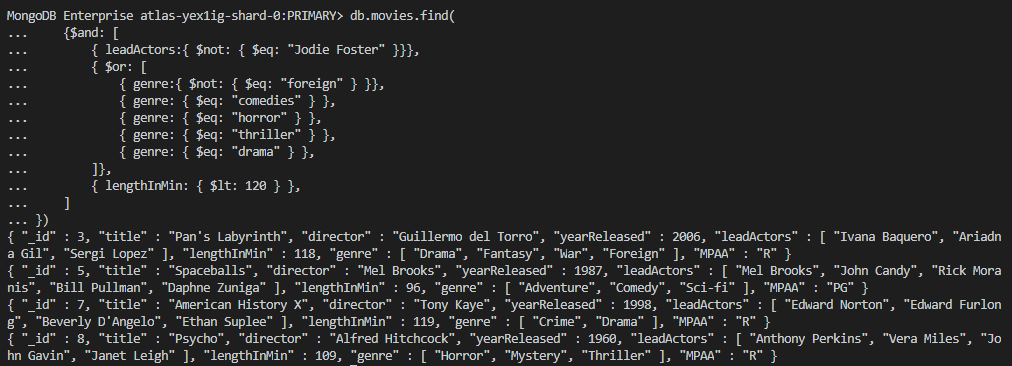 MongoDB Enterprise atlas-yex1ig-shard-0:PRIMARY> db.movies.find(
... {$and: [
... { leadActors:{ $not: { $eq: "Jodie Foster" }}},
... { $or: [
... { genre:{ $not: { $eq: "foreign" } }},
... { genre: { $eq: "comedies" } },
... { genre: { $eq: "horror" } },
... { genre: { $eq: "thriller" } },
... { genre: { $eq: "drama" } },
... ]},
... { lengthInMin: { $lt: 120 } },
... ]
... })
{ "_id" : 3, "title" : "Pan's Labyrinth", "director" : "Guillermo del Torro", "yearReleased" : 2006, "leadActors" : [ "Ivana Baquero", "Ariad
na Gil", "Sergi Lopez" ], "lengthInMin" : 118, "genre" : [ "Drama", "Fantasy", "War", "Foreign" ], "MPAA" : "R" }
{ "_id" : 5, "title" : "Spaceballs", "director" : "Mel Brooks", "yearReleased" : 1987, "leadActors" : [ "Mel Brooks", "John Candy", "Rick Mora
nis", "Bill Pullman", "Daphne Zuniga" ], "lengthInMin" : 96, "genre" : [ "Adventure", "Comedy", "Sci-fi" ], "MPAA" : "PG" }
{ "_id" : 7, "title" : "American History X", "director" : "Tony Kaye", "yearReleased" : 1998, "leadActors" : [ "Edward Norton", "Edward Furlon
g", "Beverly D'Angelo", "Ethan Suplee" ], "lengthInMin" : 119, "genre" : [ "Crime", "Drama" ], "MPAA" : "R" }
{ "_id" : 8, "title" : "Psycho", "director" : "Alfred Hitchcock", "yearReleased" : 1960, "leadActors" : [ "Anthony Perkins", "Vera Miles", "Jo
hn Gavin", "Janet Leigh" ], "lengthInMin" : 109, "genre" : [ "Horror", "Mystery", "Thriller" ], "MPAA" : "R" }